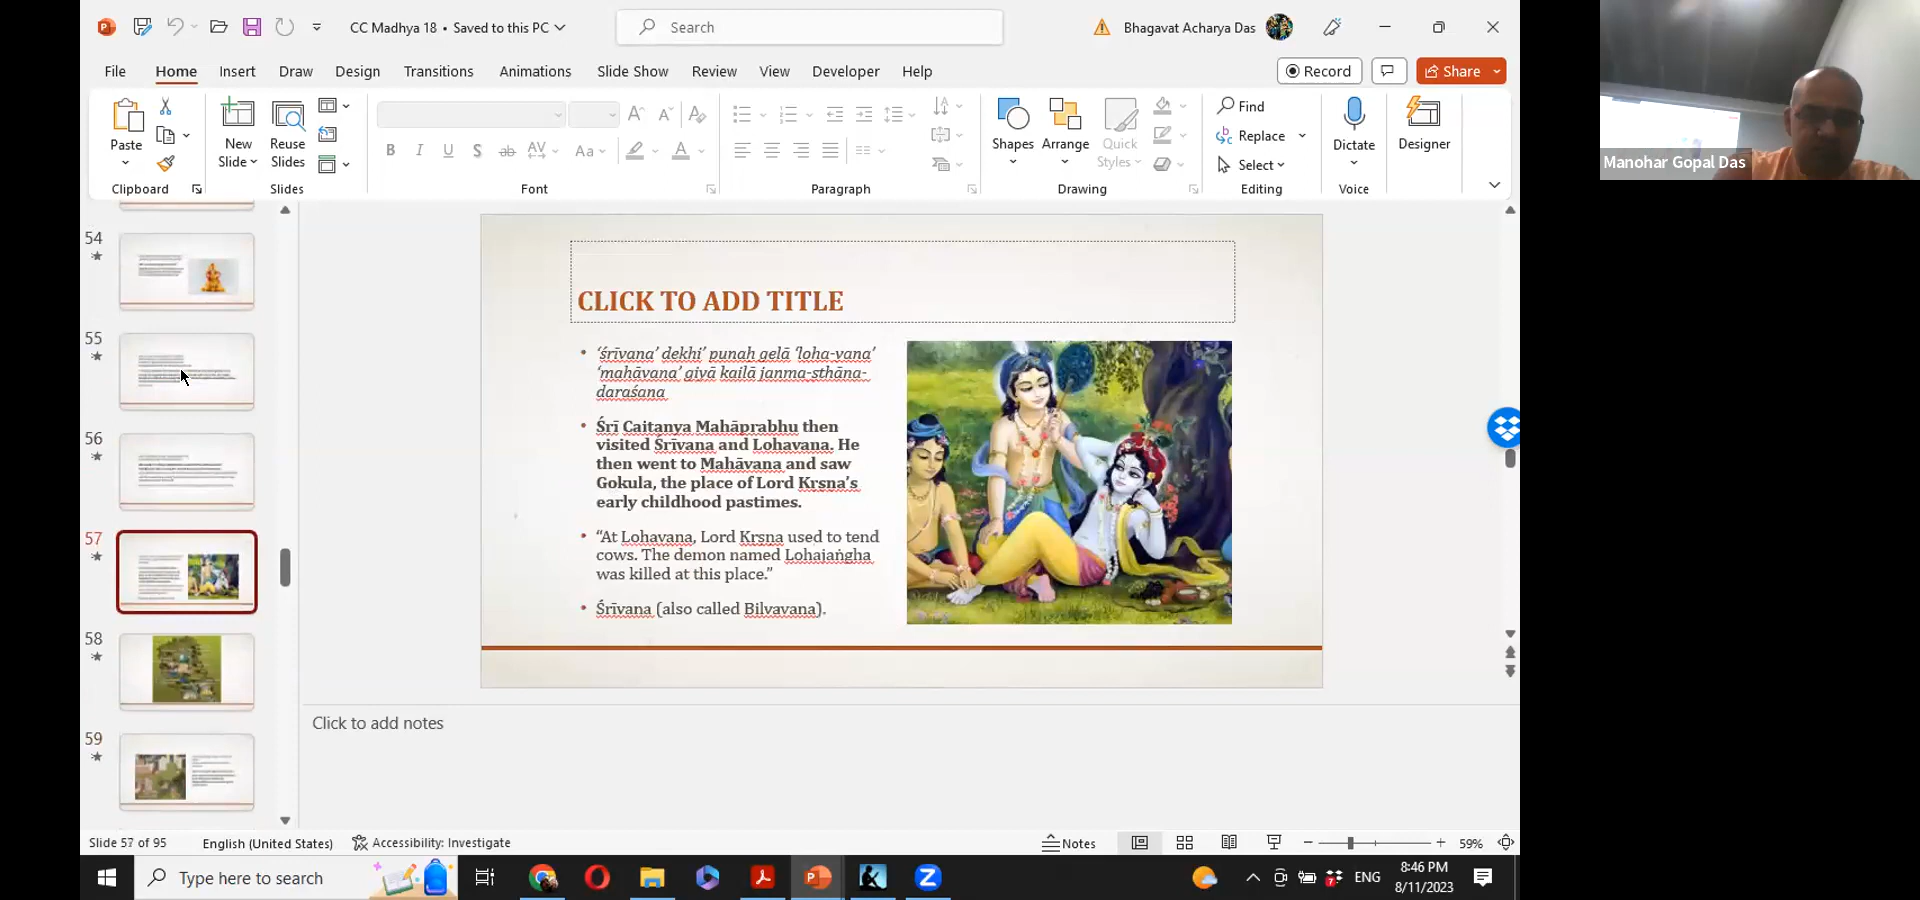 CC Madhya 18 • Saved to this PC
Search
Bhagavat Acharya Das
File Home Insert Draw Design Transitions Animations Slide Show Review View Developer Help
Record
Share
Paste
New Slide
Reuse Slides
Aa
Shapes
Arrange
Quick Styles
Find
Replace
Select
Dictate
Designer
Clipboard Slides Font Paragraph Drawing Editing Voice
Manohar Gopal Das
54
55
56
57
58
59
CLICK TO ADD TITLE
• ‘śrīvana’ dekhi’ punah gelā ‘loha-vana’
‘mahāvana’ giyā kailā janma-sthāna-
daraśana
• Śrī Caitanya Mahāprabhu then
visited Śrīvana and Lohavana. He
then went to Mahāvana and saw
Gokula, the place of Lord Krsna’s
early childhood pastimes.
• “At Lohavana, Lord Krsna used to tend
cows. The demon named Lohajaṅgha
was killed at this place.”
• Śrīvana (also called Bilvavana).
Click to add notes
Slide 57 of 95 English (United States) Accessibility: Investigate Notes 59%
Type here to search
ENG
8:46 PM
8/11/2023